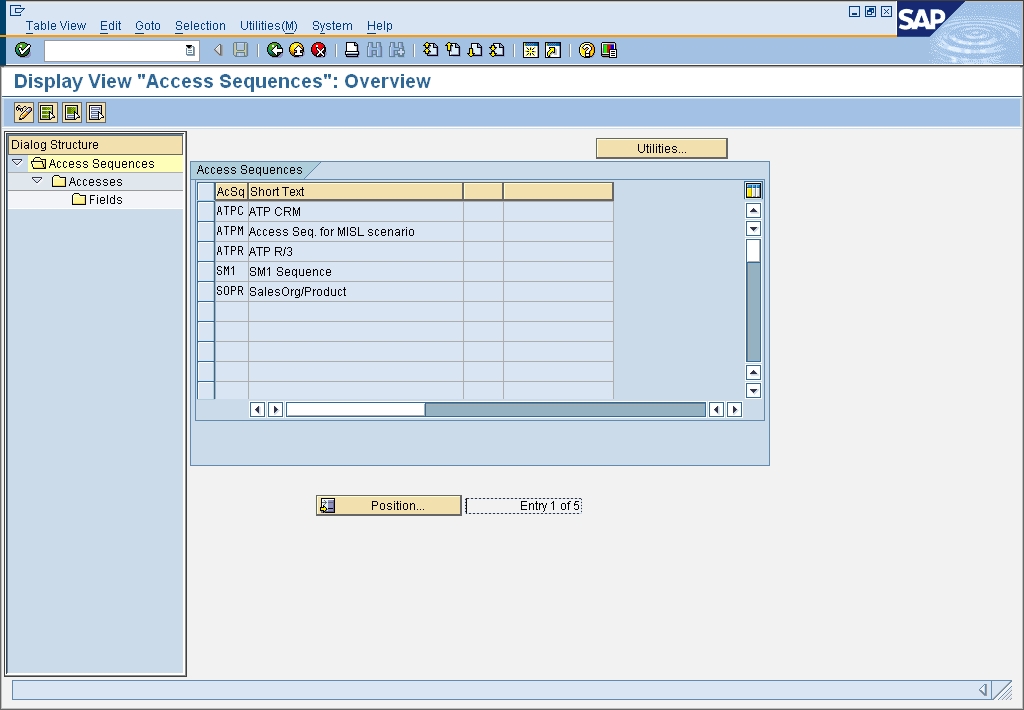 Table View Edit Goto Selection Utilities(M) System Help
SAP
Display View "Access Sequences": Overview
Dialog Structure
Access Sequences
Accesses
Fields
Utilities...
Access Sequences
AcSq Short Text
ATPC ATP CRM
ATPM Access Seq. for MISL scenario
ATPR ATP R/3
SM1 SM1 Sequence
SOPR SalesOrg/Product
Position... Entry 1 of 5